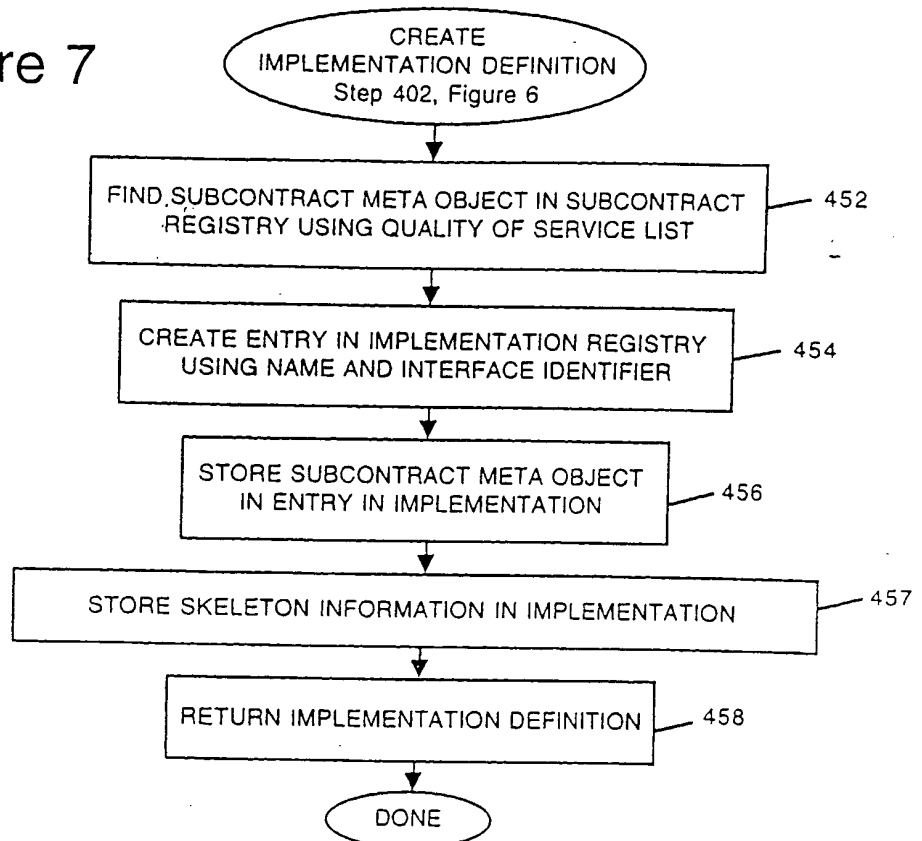 re 7
CREATE
IMPLEMENTATION DEFINITION
Step 402, Figure 6
FIND SUBCONTRACT META OBJECT IN SUBCONTRACT
REGISTRY USING QUALITY OF SERVICE LIST
452
CREATE ENTRY IN IMPLEMENTATION REGISTRY
USING NAME AND INTERFACE IDENTIFIER
454
STORE SUBCONTRACT META OBJECT
IN ENTRY IN IMPLEMENTATION
456
STORE SKELETON INFORMATION IN IMPLEMENTATION
457
RETURN IMPLEMENTATION DEFINITION
458
DONE